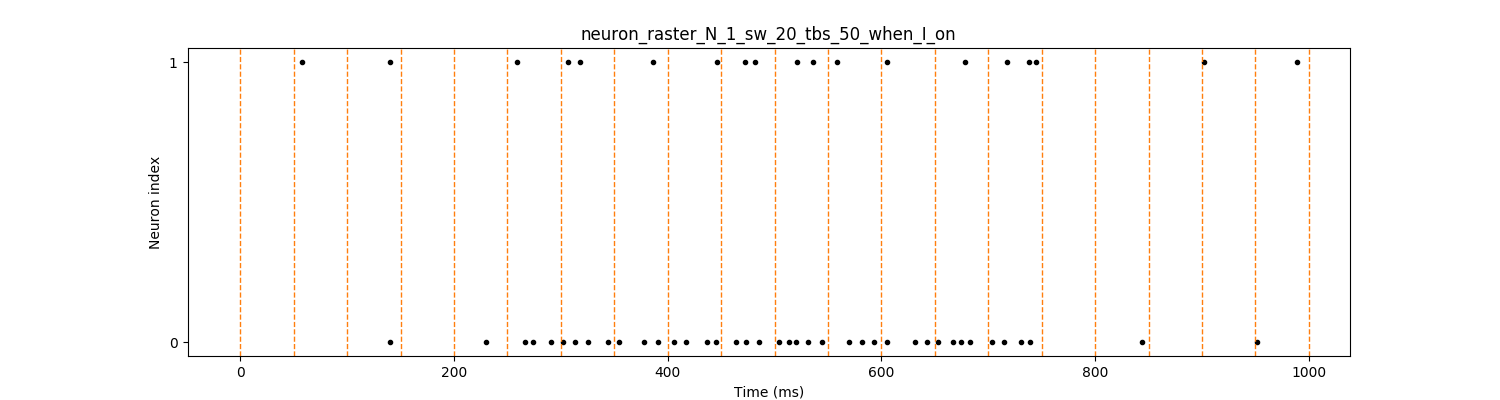 neuron_raster_N_1_sw_20_tbs_50_when_I_on
1
Neuron index
0
0 200 400 600 800 1000
Time (ms)